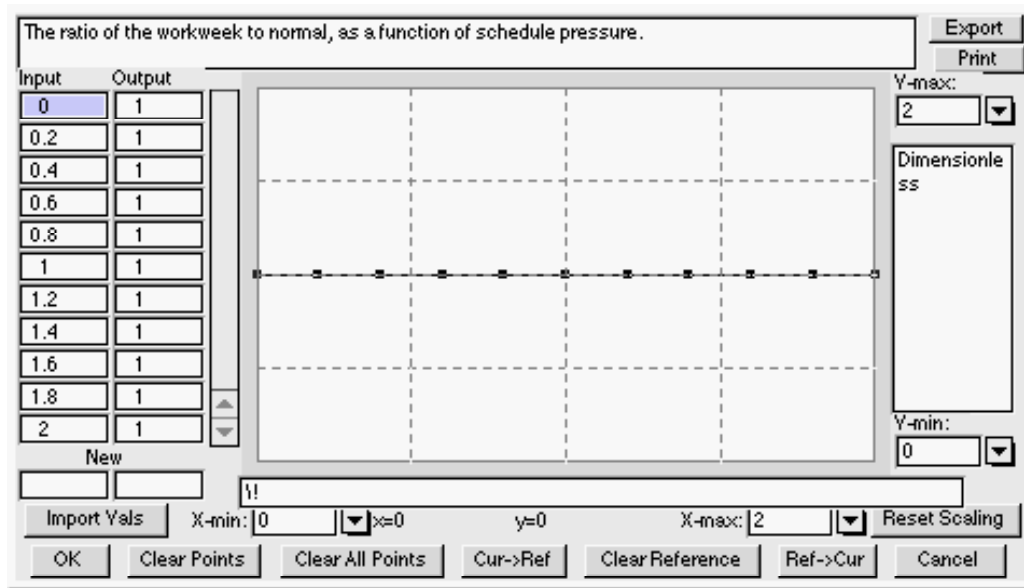 The ratio of the workweek to normal, as a function of schedule pressure.
Export
Print
Input Output
0 1
0.2 1
0.4 1
0.6 1
0.8 1
1 1
1.2 1
1.4 1
1.6 1
1.8 1
2 1
New
Y-max:
2
Dimensionle
ss
Y-min:
0
\!
Import Vals X-min: 0 x=0 y=0 X-max: 2 Reset Scaling
OK Clear Points Clear All Points Cur->Ref Clear Reference Ref->Cur Cancel